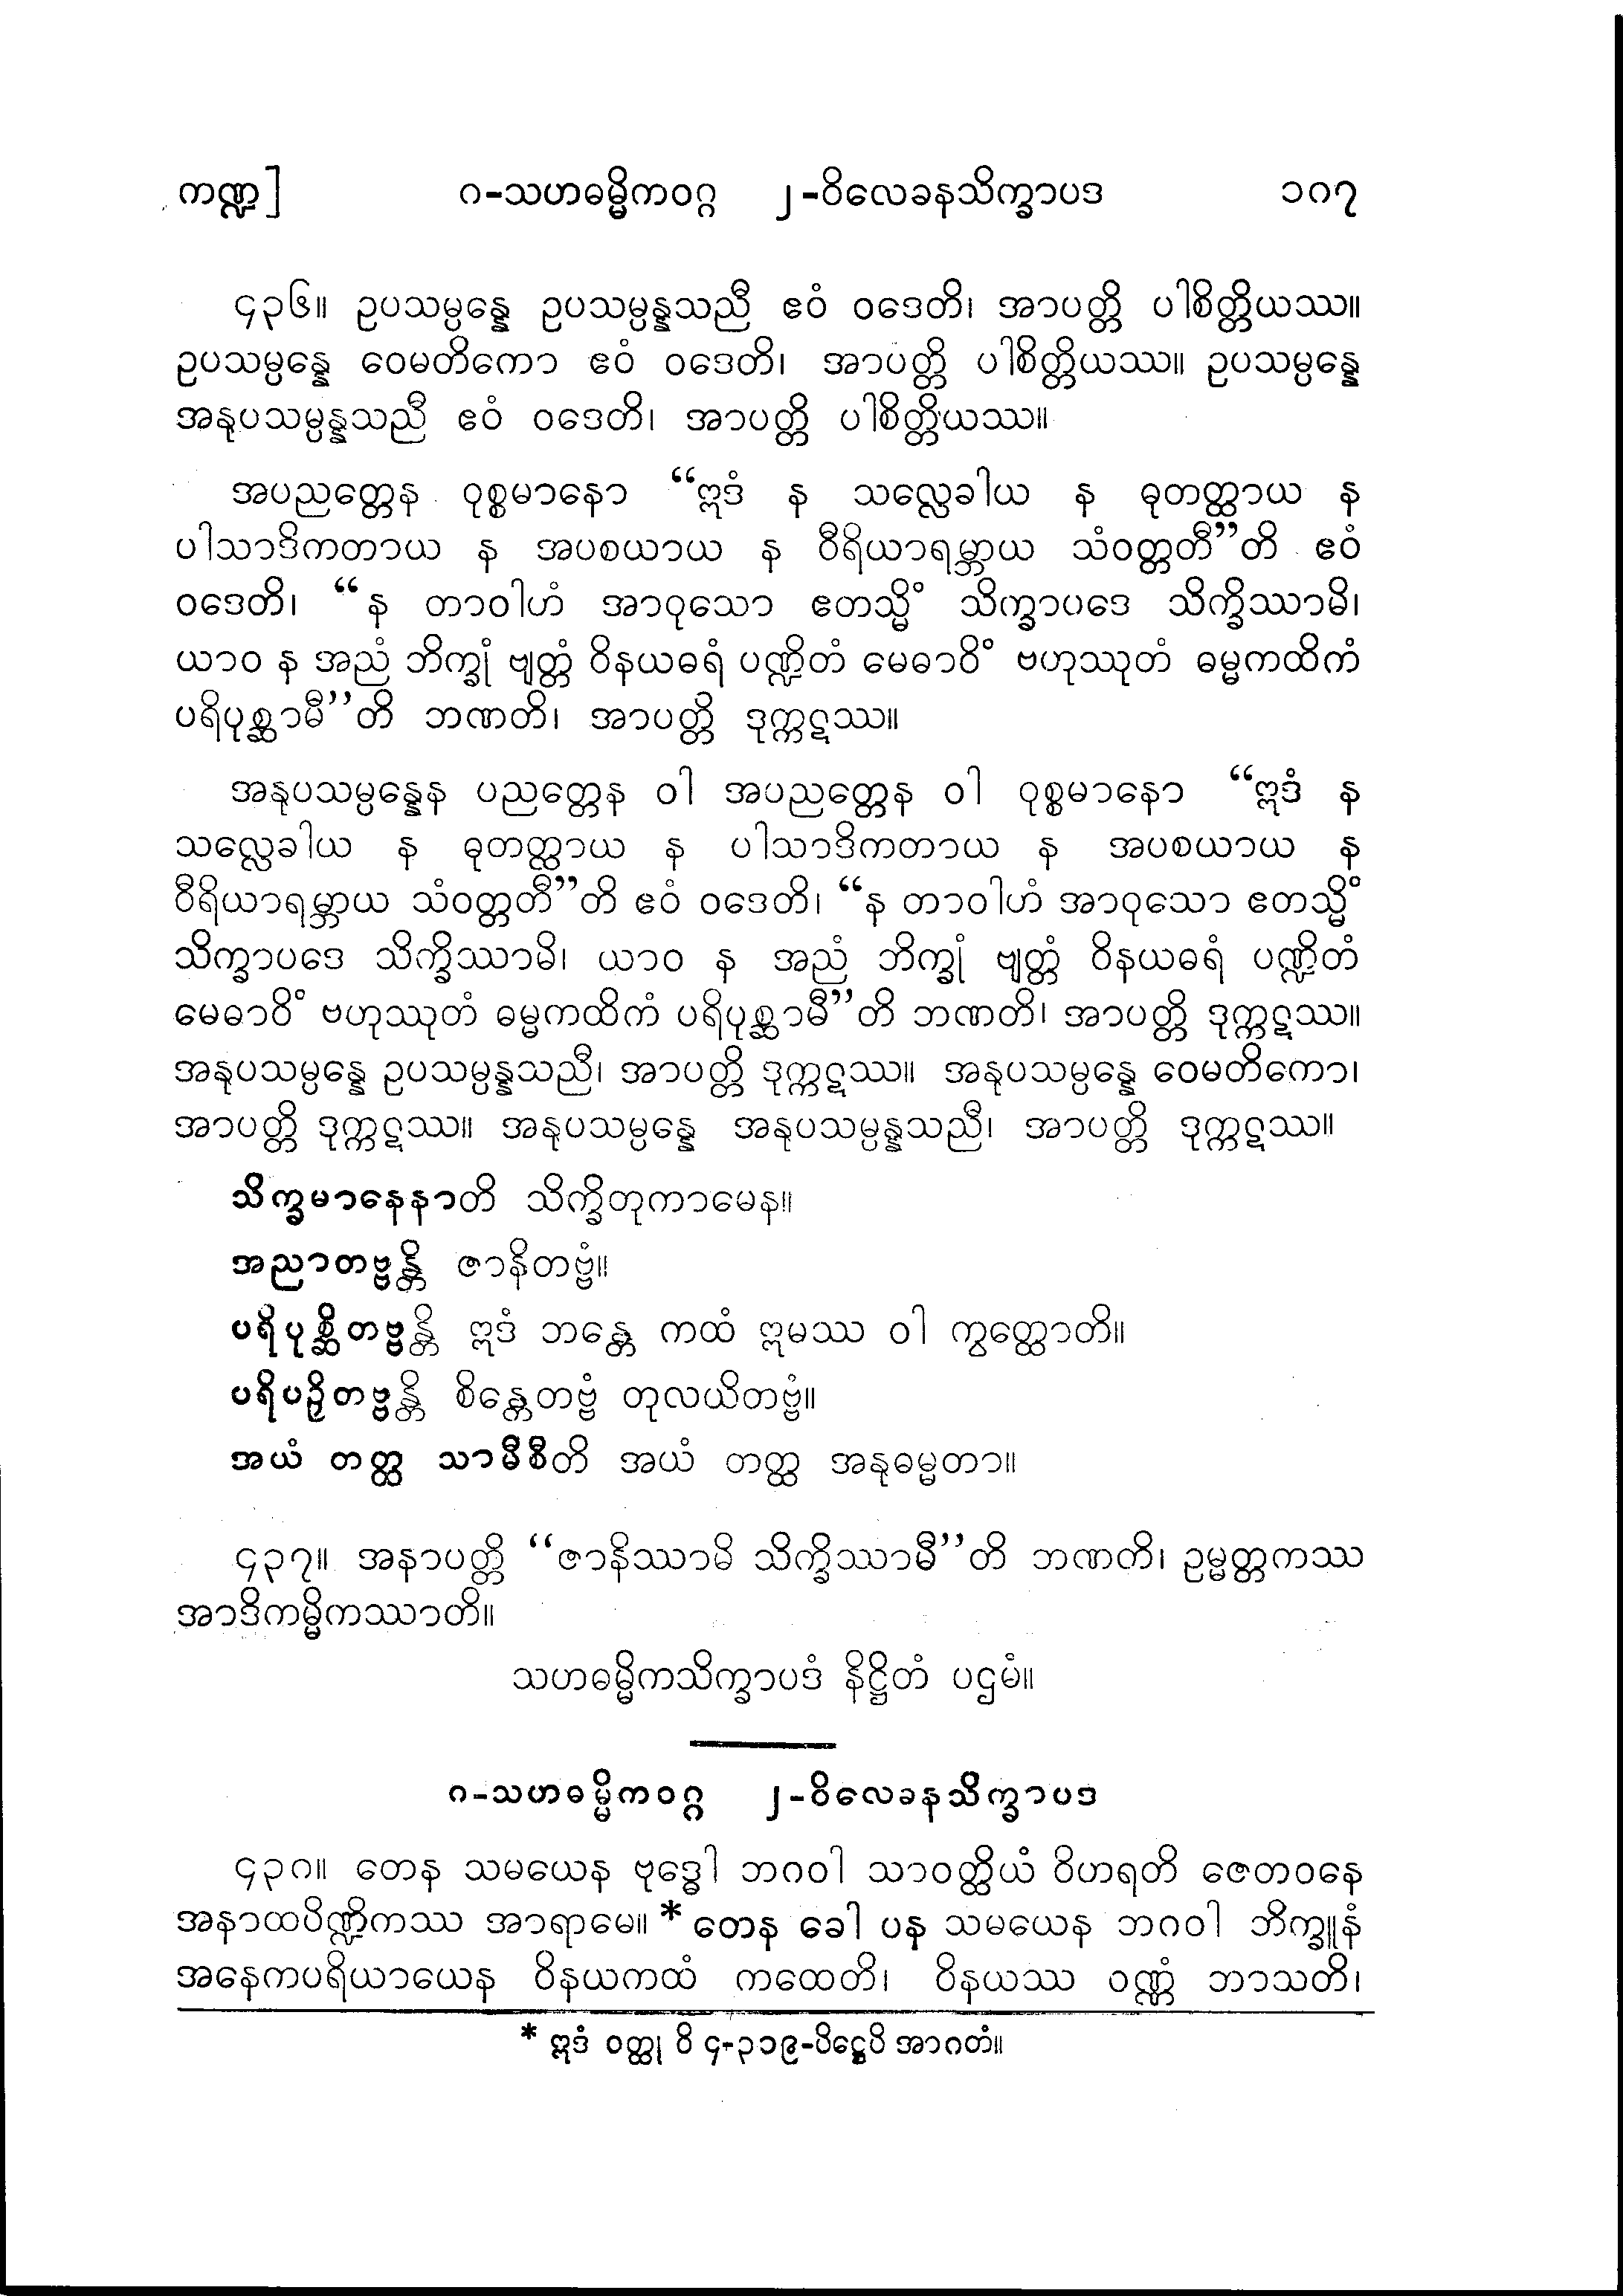 ကဏ္ဍ] ၈-သဟဓမ္မိကဝဂ္ဂ ၂-ဝိလေခနသိက္ခာပဒ ၁၈၇
၄၃၆။ ဥပသမ္ပန္နေ ဥပသမ္ပန္နသညီ ဧဝံ ဝဒေတိ၊ အာပတ္တိ ပါစိတ္တိယဿ။
ဥပသမ္ပန္နေ ဝေမတိကော ဧဝံ ဝဒေတိ၊ အာပတ္တိ ပါစိတ္တိယဿ။ ဥပသမ္ပန္နေ
အနုပသမ္ပန္နသညီ ဧဝံ ဝဒေတိ၊ အာပတ္တိ ပါစိတ္တိယဿ။
အပညတ္တေန ဝုစ္စမာနော “ဣဒံ န သလ္လေခါယ န ဓုတတ္ထာယ န
ပါသာဒိကတာယ န အပစယာယ န ဝီရိယာရမ္ဘာယ သံဝတ္တတီ”တိ ဧဝံ
ဝဒေတိ၊ “န တာဝါဟံ အာဝုသော ဧတသ္မိံ သိက္ခာပဒေ သိက္ခိဿာမိ၊
ယာဝ န အညံ ဘိက္ခုံ ဗျတ္တံ ဝိနယဓရံ ပဏ္ဍိတံ မေဓာဝိံ ဗဟုဿုတံ ဓမ္မကထိကံ
ပရိပုစ္ဆာမီ”တိ ဘဏတိ၊ အာပတ္တိ ဒုက္ကဋဿ။
အနုပသမ္ပန္နေန ပညတ္တေန ဝါ အပညတ္တေန ဝါ ဝုစ္စမာနော “ဣဒံ န
သလ္လေခါယ န ဓုတတ္ထာယ န ပါသာဒိကတာယ န အပစယာယ န
ဝီရိယာရမ္ဘာယ သံဝတ္တတီ”တိ ဧဝံ ဝဒေတိ၊ “န တာဝါဟံ အာဝုသော ဧတသ္မိံ
သိက္ခာပဒေ သိက္ခိဿာမိ၊ ယာဝ န အညံ ဘိက္ခုံ ဗျတ္တံ ဝိနယဓရံ ပဏ္ဍိတံ
မေဓာဝိံ ဗဟုဿုတံ ဓမ္မကထိကံ ပရိပုစ္ဆာမီ”တိ ဘဏတိ၊ အာပတ္တိ ဒုက္ကဋဿ။
အနုပသမ္ပန္နေ ဥပသမ္ပန္နသညီ၊ အာပတ္တိ ဒုက္ကဋဿ။ အနုပသမ္ပန္နေ ဝေမတိကော၊
အာပတ္တိ ဒုက္ကဋဿ။ အနုပသမ္ပန္နေ အနုပသမ္ပန္နသညီ၊ အာပတ္တိ ဒုက္ကဋဿ။
သိက္ခမာနေနာတိ သိက္ခိတုကာမေန။
အညာတဗ္ဗန္တိ ဇာနိတဗ္ဗံ။
ပရိပုစ္ဆိတဗ္ဗန္တိ ဣဒံ ဘန္တေ ကထံ ဣမဿ ဝါ ကွတ္ထောတိ။
ပရိပဉှိတဗ္ဗန္တိ စိန္တေတဗ္ဗံ တုလယိတဗ္ဗံ။
အယံ တတ္ထ သာမီစီတိ အယံ တတ္ထ အနုဓမ္မတာ။
၄၃၇။ အနာပတ္တိ “ဇာနိဿာမိ သိက္ခိဿာမီ”တိ ဘဏတိ၊ ဥမ္မတ္တကဿ
အာဒိကမ္မိကဿာတိ။
သဟဓမ္မိကသိက္ခာပဒံ နိဋ္ဌိတံ ပဌမံ။
၈-သဟဓမ္မိကဝဂ္ဂ ၂-ဝိလေခနသိက္ခာပဒ
၄၃၈။ တေန သမယေန ဗုဒ္ဓေါ ဘဂဝါ သာဝတ္ထိယံ ဝိဟရတိ ဇေတဝနေ
အနာထပိဏ္ဍိကဿ အာရာမေ။ * တေန ခေါ ပန သမယေန ဘဂဝါ ဘိက္ခူနံ
အနေကပရိယာယေန ဝိနယကထံ ကထေတိ၊ ဝိနယဿ ဝဏ္ဏံ ဘာသတိ၊
* ဣဒံ ဝတ္ထု ဝိ ၄-၃၁၉-ပိဋ္ဌေပိ အာဂတံ။